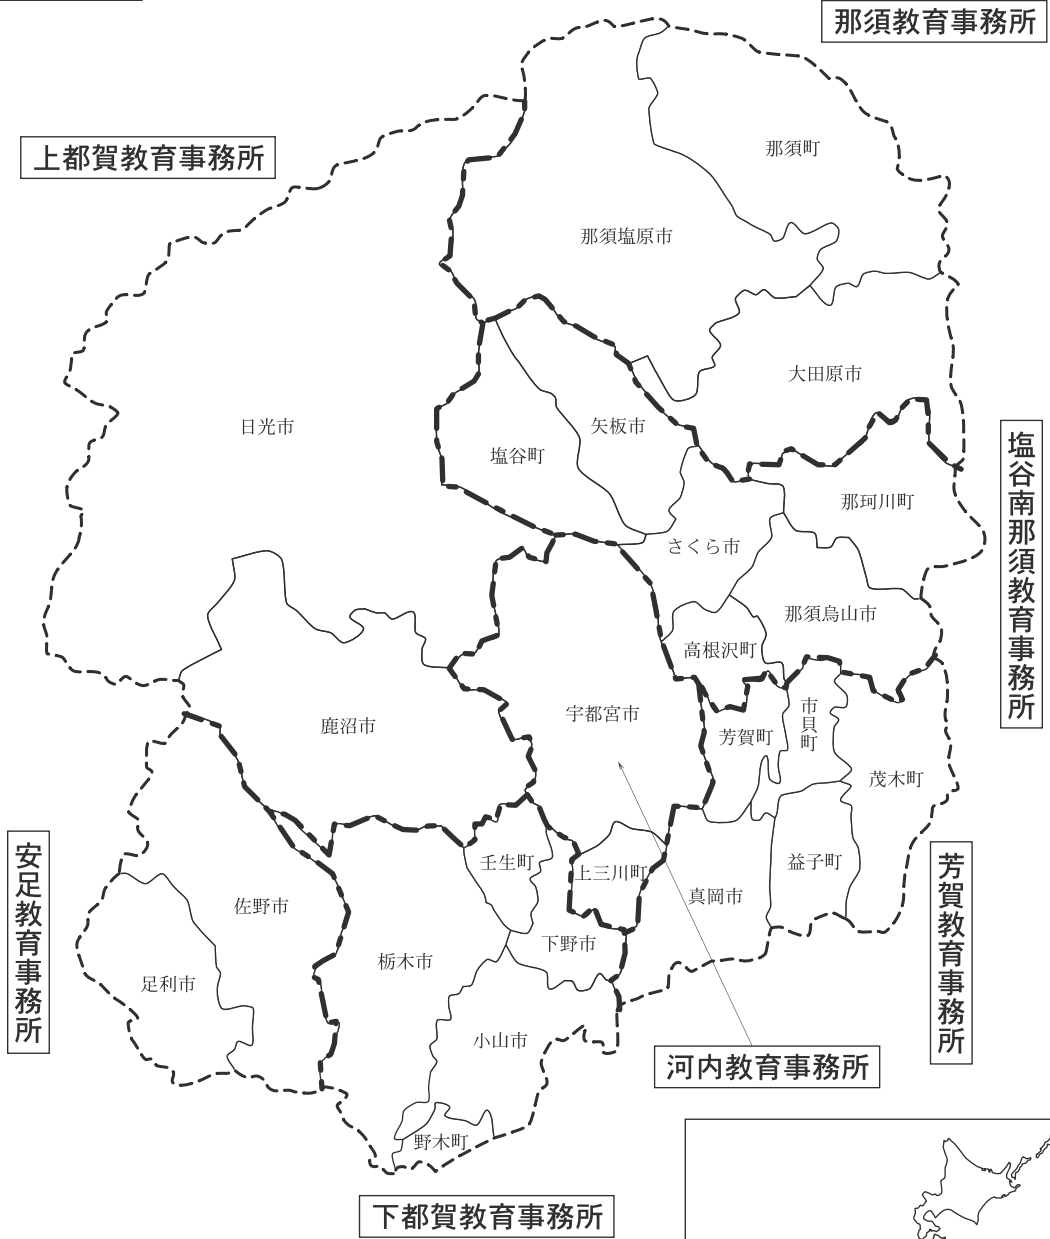 那須教育事務所
上都賀教育事務所
那須町
那須塩原市
大田原市
日光市
矢板市
塩谷町
塩谷南那須教育事務所
那珂川町
さくら市
那須烏山市
高根沢町
宇都宮市
市貝町
鹿沼市
芳賀町
茂木町
安足教育事務所
壬生町
上三川町
益子町
芳賀教育事務所
佐野市
真岡市
下野市
栃木市
足利市
小山市
河内教育事務所
野木町
下都賀教育事務所